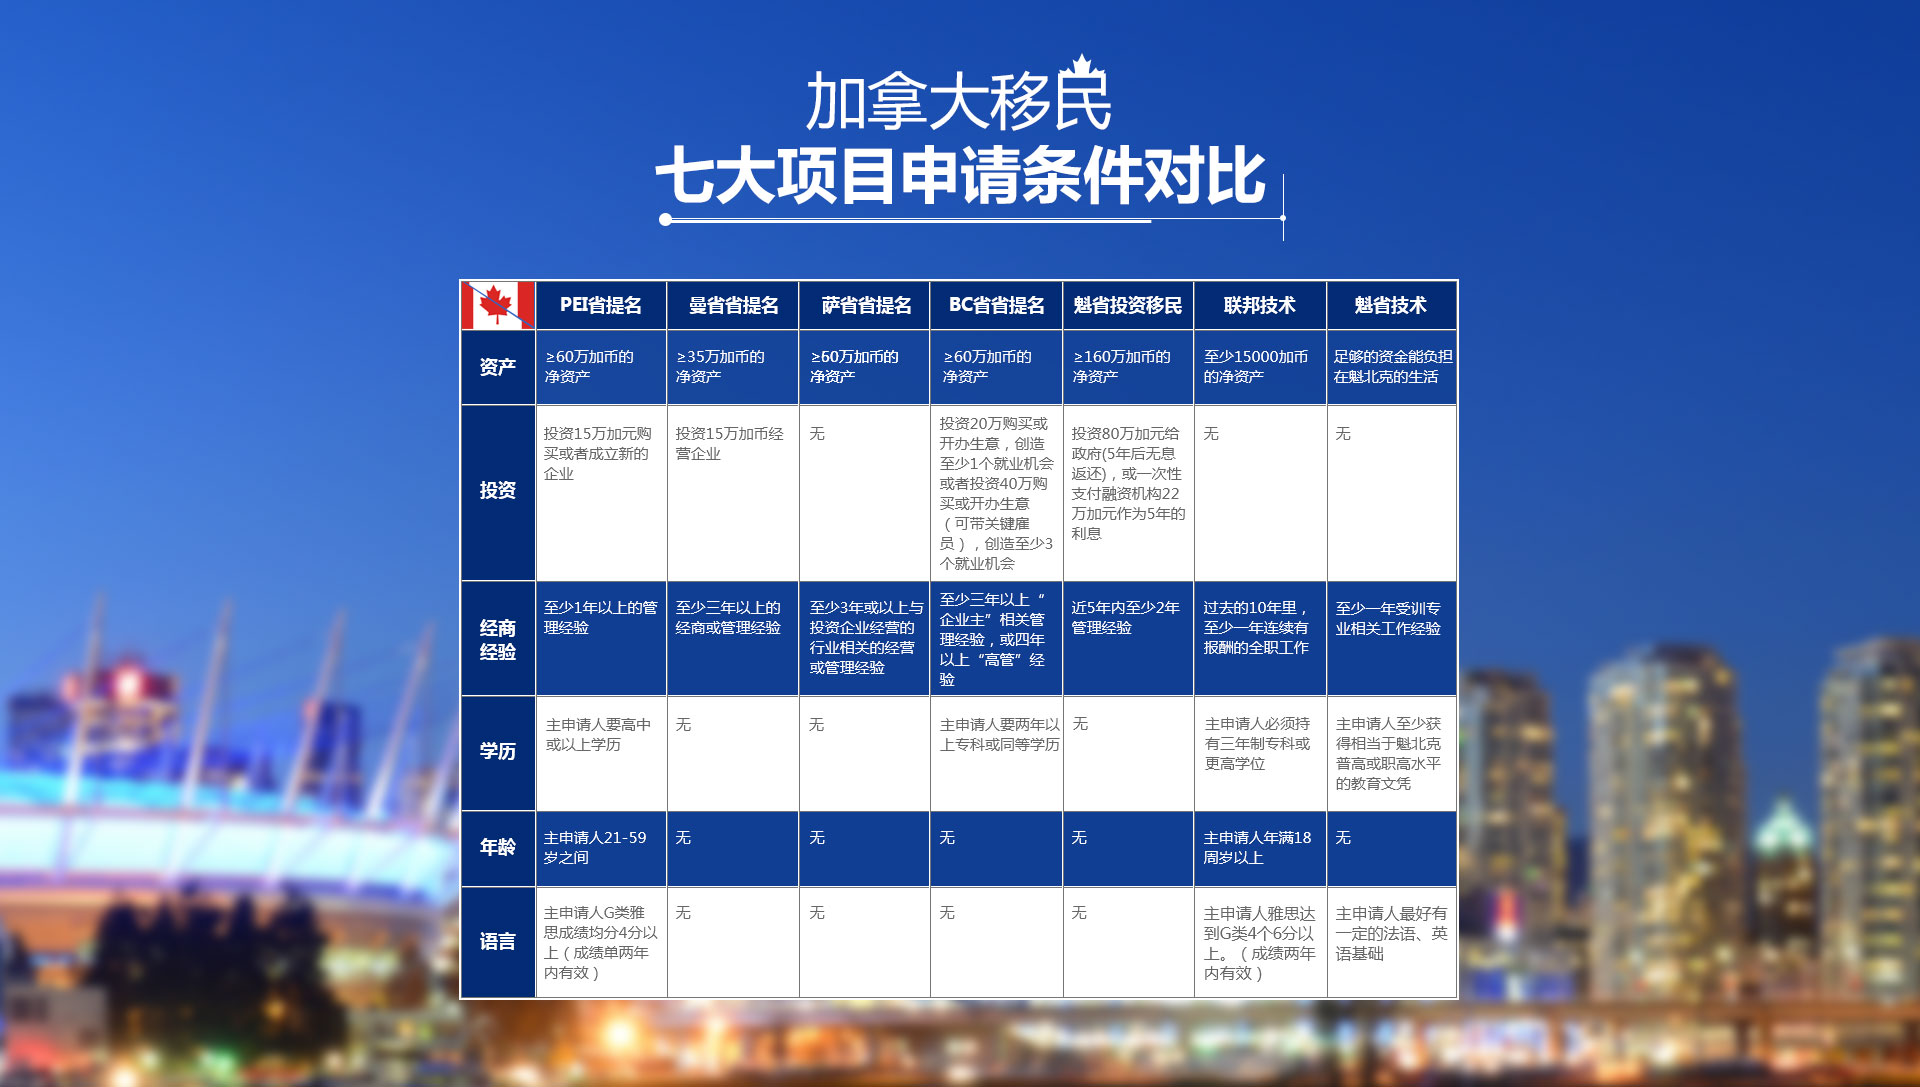 加拿大移民
七大项目申请条件对比
PEI省提名
曼省省提名
萨省省提名
BC省省提名
魁省投资移民
联邦技术
魁省技术
资产
≥60万加币的
净资产
≥35万加币的
净资产
≥60万加币的
净资产
≥60万加币的
净资产
≥160万加币的
净资产
至少15000加币
的净资产
足够的资金能负担
在魁北克的生活
投资
投资15万加元购
买或者成立新的
企业
投资15万加币经
营企业
无
投资20万购买或
开办生意，创造
至少1个就业机会
或者投资40万购
买或开办生意
（可带关键雇
员），创造至少3
个就业机会
投资80万加元给
政府(5年后无息
返还)，或一次性
支付融资机构22
万加元作为5年的
利息
无
无
经商
经验
至少1年以上的管
理经验
至少三年以上的
经商或管理经验
至少3年或以上与
投资企业经营的
行业相关的经营
或管理经验
至少三年以上“
企业主”相关管
理经验，或四年
以上“高管”经
验
近5年内至少2年
管理经验
过去的10年里，
至少一年连续有
报酬的全职工作
至少一年受训专
业相关工作经验
学历
主申请人要高中
或以上学历
无
无
主申请人要两年以
上专科或同等学历
无
主申请人必须持
有三年制专科或
更高学位
主申请人至少获
得相当于魁北克
普高或职高水平
的教育文凭
年龄
主申请人21-59
岁之间
无
无
无
无
主申请人年满18
周岁以上
无
语言
主申请人G类雅
思成绩均分4分以
上（成绩单两年
内有效）
无
无
无
无
主申请人雅思达
到G类4个6分以
上。（成绩两年
内有效）
主申请人最好有
一定的法语、英
语基础